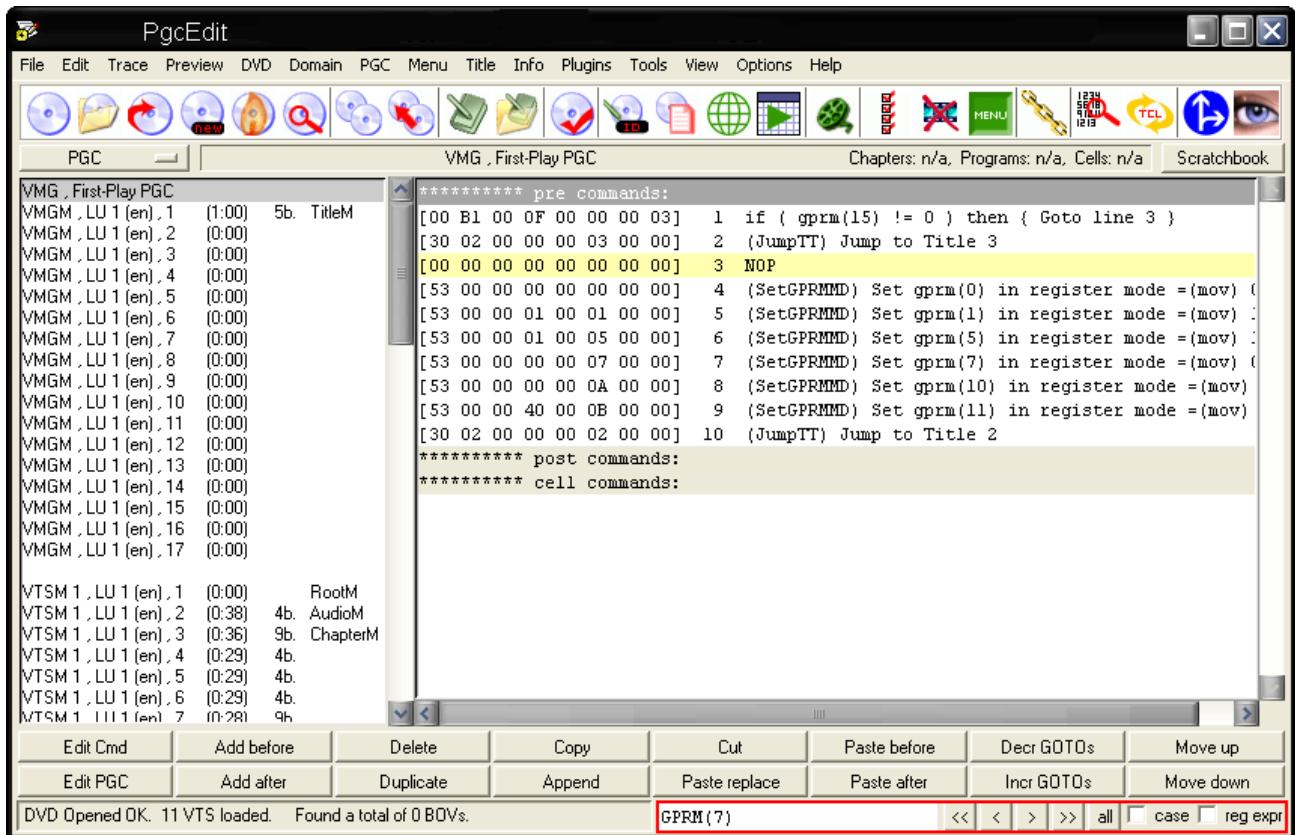 PgcEdit
File Edit Trace Preview DVD Domain PGC Menu Title Info Plugins Tools View Options Help
new ID MENU TCL
PGC VMG , First-Play PGC Chapters: n/a, Programs: n/a, Cells: n/a Scratchbook
VMG , First-Play PGC
VMGM , LU 1 (en) , 1 (1:00) 5b. TitleM
VMGM , LU 1 (en) , 2 (0:00)
VMGM , LU 1 (en) , 3 (0:00)
VMGM , LU 1 (en) , 4 (0:00)
VMGM , LU 1 (en) , 5 (0:00)
VMGM , LU 1 (en) , 6 (0:00)
VMGM , LU 1 (en) , 7 (0:00)
VMGM , LU 1 (en) , 8 (0:00)
VMGM , LU 1 (en) , 9 (0:00)
VMGM , LU 1 (en) , 10 (0:00)
VMGM , LU 1 (en) , 11 (0:00)
VMGM , LU 1 (en) , 12 (0:00)
VMGM , LU 1 (en) , 13 (0:00)
VMGM , LU 1 (en) , 14 (0:00)
VMGM , LU 1 (en) , 15 (0:00)
VMGM , LU 1 (en) , 16 (0:00)
VMGM , LU 1 (en) , 17 (0:00)
VTSM 1 , LU 1 (en) , 1 (0:00) RootM
VTSM 1 , LU 1 (en) , 2 (0:38) 4b. AudioM
VTSM 1 , LU 1 (en) , 3 (0:36) 9b. ChapterM
VTSM 1 , LU 1 (en) , 4 (0:29) 4b.
VTSM 1 , LU 1 (en) , 5 (0:29) 4b.
VTSM 1 , LU 1 (en) , 6 (0:29) 4b.
VTSM 1 , LU 1 (en) , 7 (0:28) 9b.
********** pre commands:
[00 B1 00 0F 00 00 00 03] 1 if ( gprm(15) != 0 ) then { Goto line 3 }
[30 02 00 00 00 03 00 00] 2 (JumpTT) Jump to Title 3
[00 00 00 00 00 00 00 00] 3 NOP
[53 00 00 00 00 00 00 00] 4 (SetGPRMMD) Set gprm(0) in register mode =(mov)
[53 00 00 01 00 01 00 00] 5 (SetGPRMMD) Set gprm(1) in register mode =(mov)
[53 00 00 01 00 05 00 00] 6 (SetGPRMMD) Set gprm(5) in register mode =(mov)
[53 00 00 00 00 07 00 00] 7 (SetGPRMMD) Set gprm(7) in register mode =(mov)
[53 00 00 00 00 0A 00 00] 8 (SetGPRMMD) Set gprm(10) in register mode =(mov)
[53 00 00 40 00 0B 00 00] 9 (SetGPRMMD) Set gprm(11) in register mode =(mov)
[30 02 00 00 00 02 00 00] 10 (JumpTT) Jump to Title 2
********** post commands:
********** cell commands:
Edit Cmd Add before Delete Copy Cut Paste before Decr GOTOs Move up
Edit PGC Add after Duplicate Append Paste replace Paste after Incr GOTOs Move down
DVD Opened OK. 11 VTS loaded. Found a total of 0 BOVs. GPRM(7) << < > >> all case reg expr